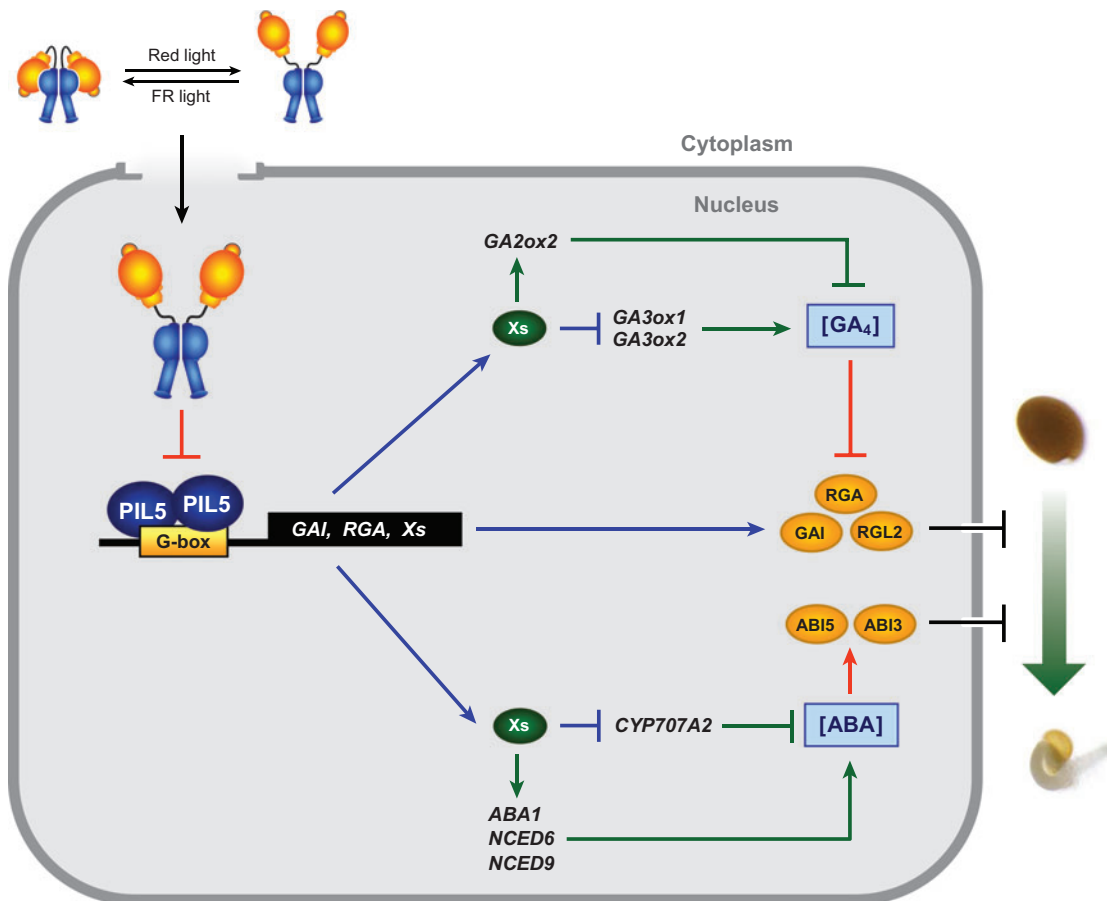 Red light
FR light
Cytoplasm
Nucleus
GA2ox2
Xs
GA3ox1
GA3ox2
[GA₄]
PIL5
PIL5
G-box
GAI, RGA, Xs
RGA
GAI
RGL2
ABI5
ABI3
Xs
CYP707A2
[ABA]
ABA1
NCED6
NCED9